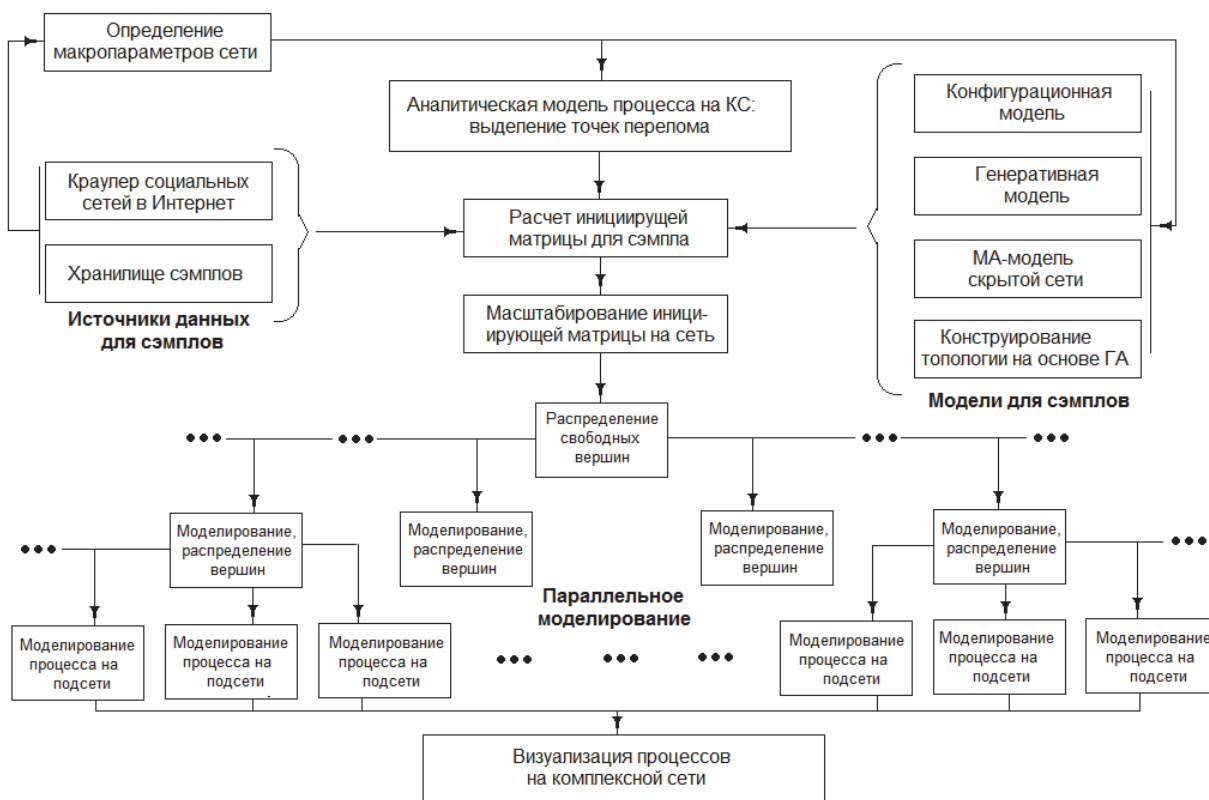 Определение
макропараметров сети
Аналитическая модель процесса на КС:
выделение точек перелома
Конфигурационная
модель
Краулер социальных
сетей в Интернет
Генеративная
модель
Расчет инициирущей
матрицы для сэмпла
Хранилище сэмплов
МА-модель
скрытой сети
Источники данных
для сэмплов
Масштабирование иници-
ирующей матрицы на сеть
Конструирование
топологии на основе ГА
Модели для сэмплов
Распределение
свободных
вершин
Моделирование,
распределение
вершин
Моделирование,
распределение
вершин
Моделирование,
распределение
вершин
Моделирование,
распределение
вершин
Параллельное
моделирование
Моделирование
процесса на
подсети
Моделирование
процесса на
подсети
Моделирование
процесса на
подсети
Моделирование
процесса на
подсети
Моделирование
процесса на
подсети
Моделирование
процесса на
подсети
Визуализация процессов
на комплексной сети